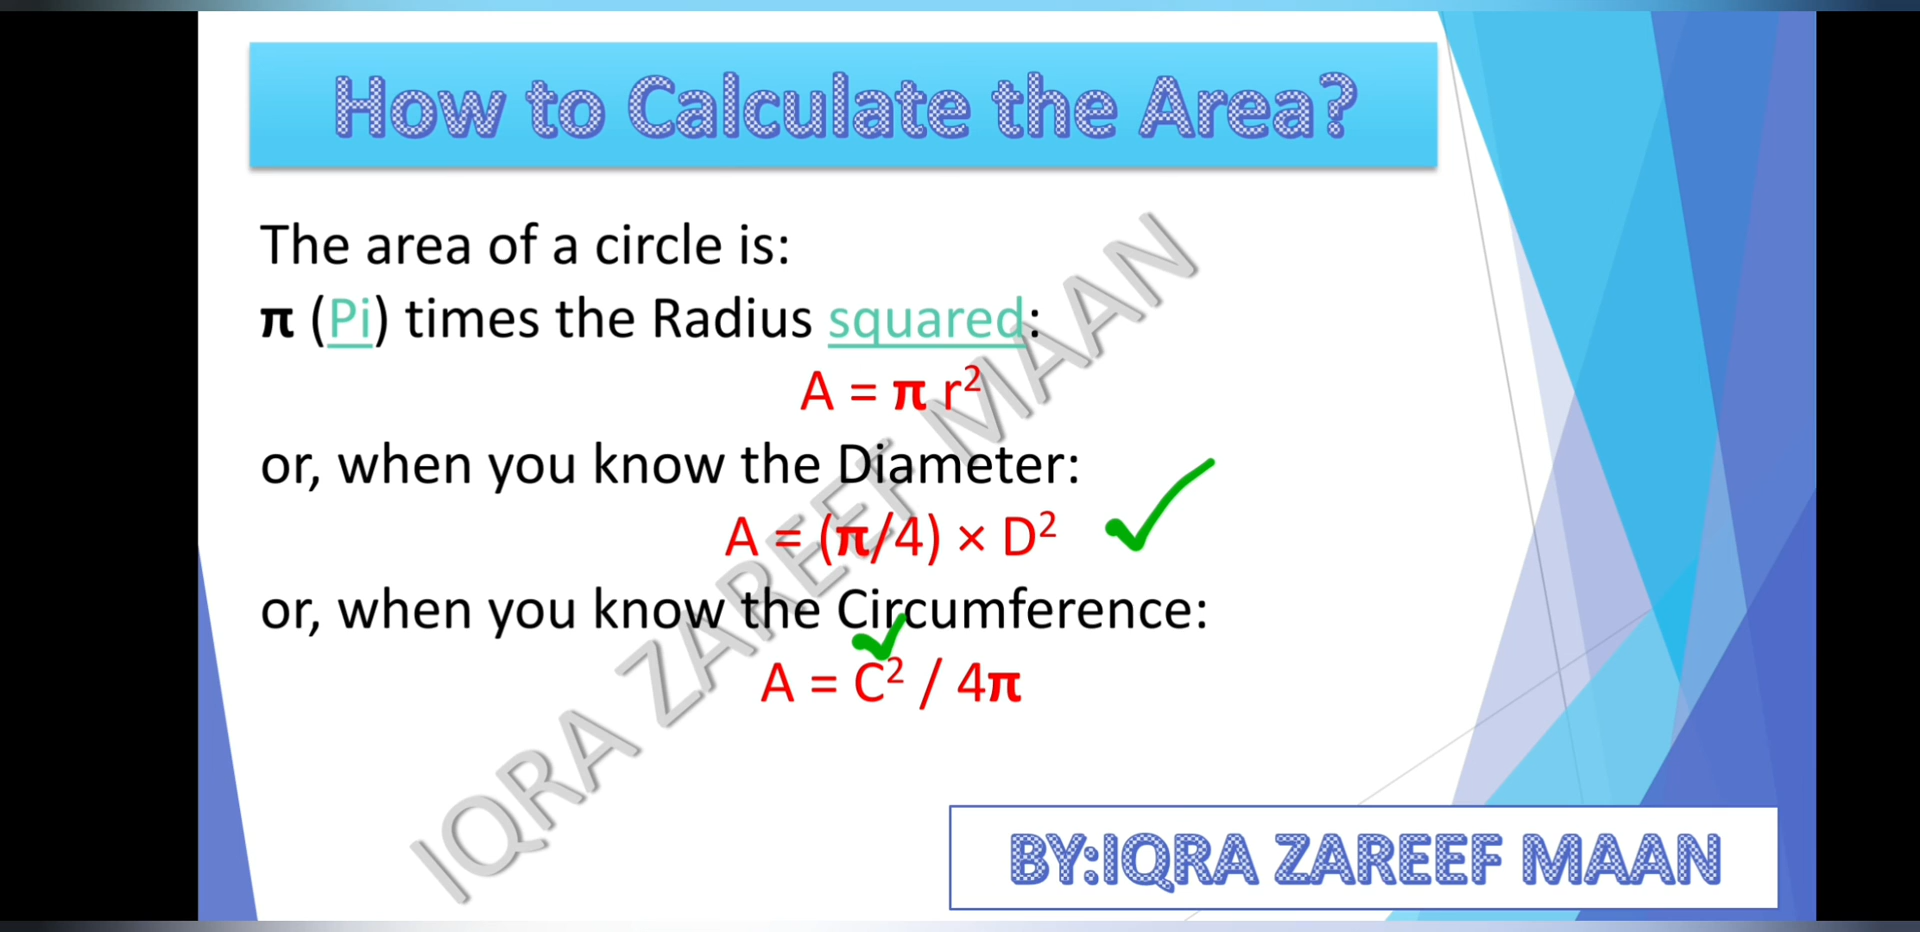 How to Calculate the Area?
The area of a circle is:
π (Pi) times the Radius squared:
A = π r²
or, when you know the Diameter:
A = (π/4) × D²
or, when you know the Circumference:
A = C² / 4π
IQRA ZAREEF MAAN
BY:IQRA ZAREEF MAAN